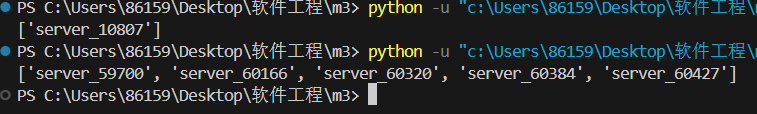 PS C:\Users\86159\Desktop\软件工程\m3> python -u "c:\Users\86159\Desktop\软件工程\m
['server_10807']
PS C:\Users\86159\Desktop\软件工程\m3> python -u "c:\Users\86159\Desktop\软件工程\m
['server_59700', 'server_60166', 'server_60320', 'server_60384', 'server_60427']
PS C:\Users\86159\Desktop\软件工程\m3>